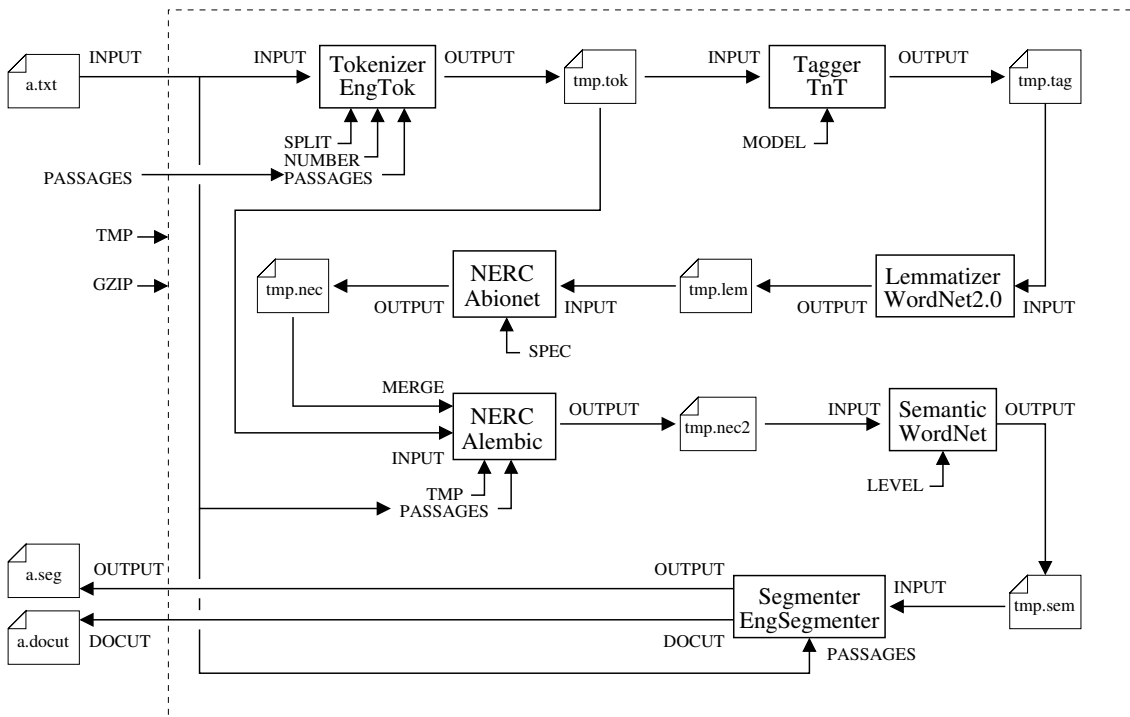 INPUT
a.txt
INPUT
Tokenizer
EngTok
OUTPUT
tmp.tok
INPUT
Tagger
TnT
OUTPUT
tmp.tag
SPLIT
NUMBER
PASSAGES
PASSAGES
MODEL
TMP
GZIP
tmp.nec
OUTPUT
NERC
Abionet
INPUT
tmp.lem
OUTPUT
Lemmatizer
WordNet2.0
INPUT
SPEC
MERGE
INPUT
NERC
Alembic
OUTPUT
tmp.nec2
INPUT
Semantic
WordNet
OUTPUT
TMP
PASSAGES
LEVEL
a.seg
OUTPUT
OUTPUT
Segmenter
EngSegmenter
INPUT
tmp.sem
a.docut
DOCUT
DOCUT
PASSAGES